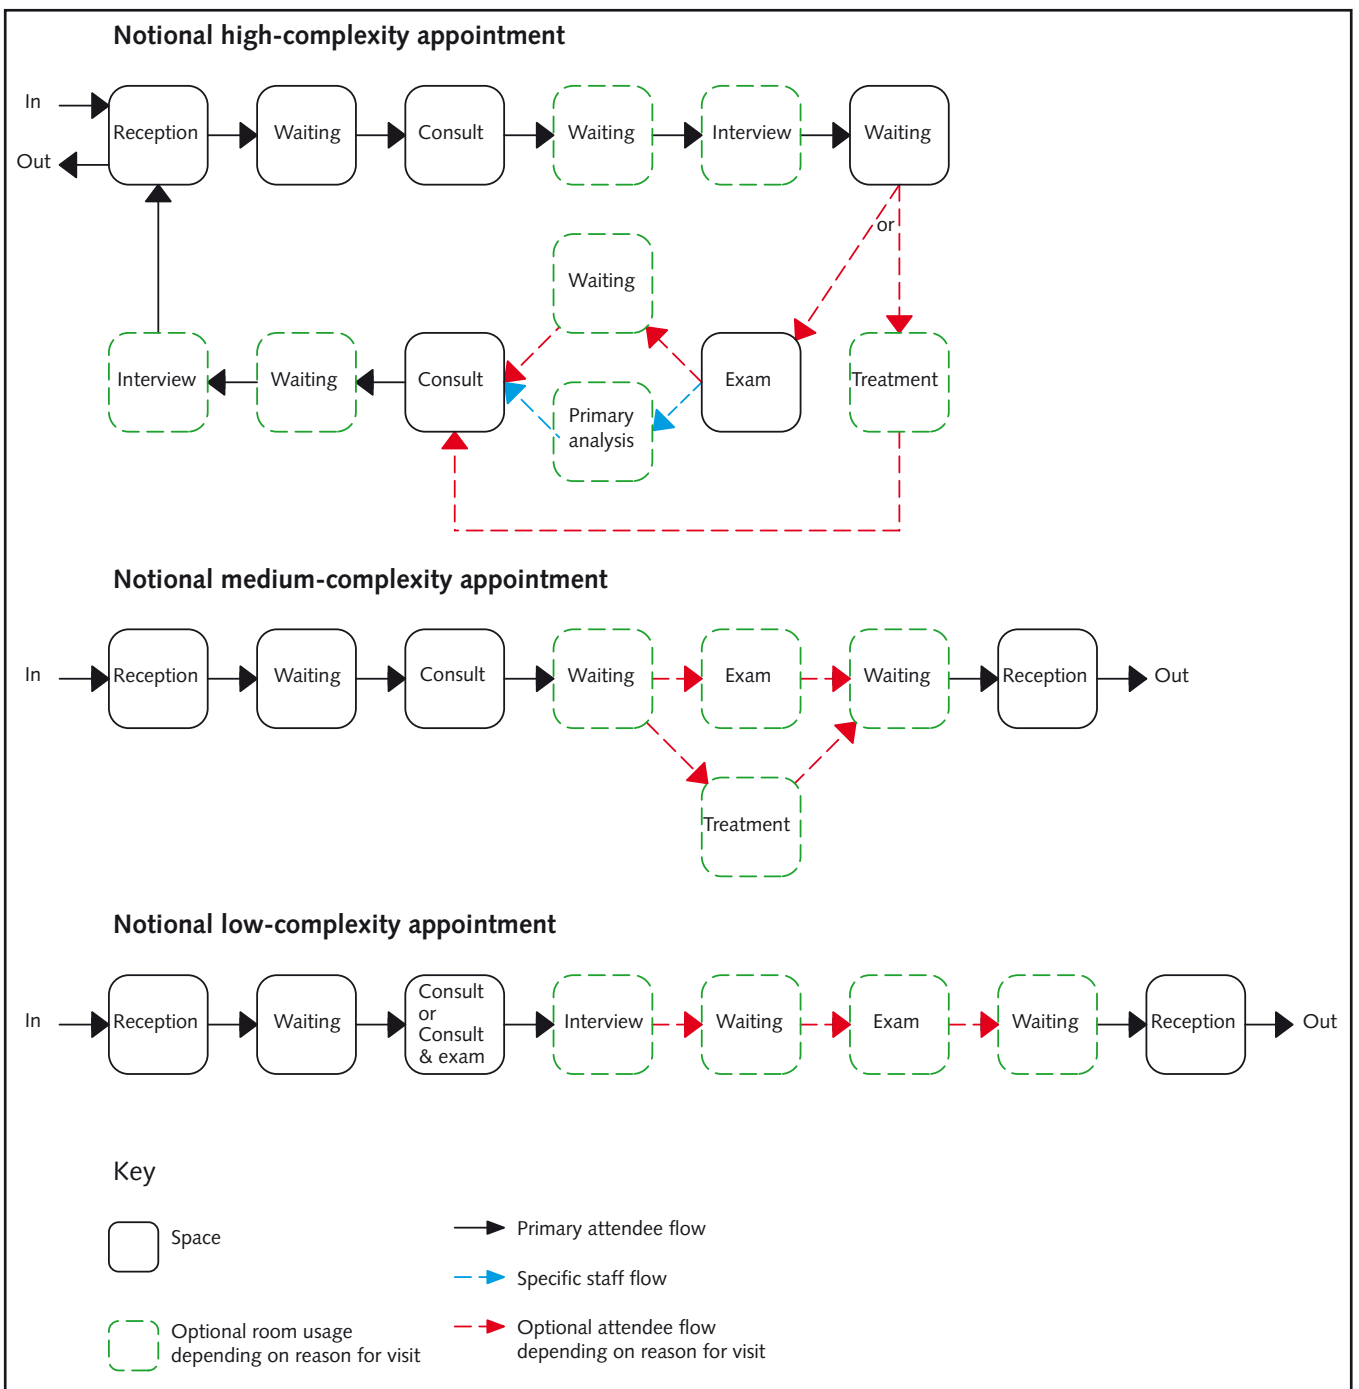 Notional high-complexity appointment
In
Out
Reception
Waiting
Consult
Waiting
Interview
Waiting
or
Waiting
Interview
Waiting
Consult
Primary
analysis
Exam
Treatment
Notional medium-complexity appointment
In
Reception
Waiting
Consult
Waiting
Exam
Waiting
Reception
Out
Treatment
Notional low-complexity appointment
In
Reception
Waiting
Consult
or
Consult
& exam
Interview
Waiting
Exam
Waiting
Reception
Out
Key
Space
Optional room usage
depending on reason for visit
Primary attendee flow
Specific staff flow
Optional attendee flow
depending on reason for visit